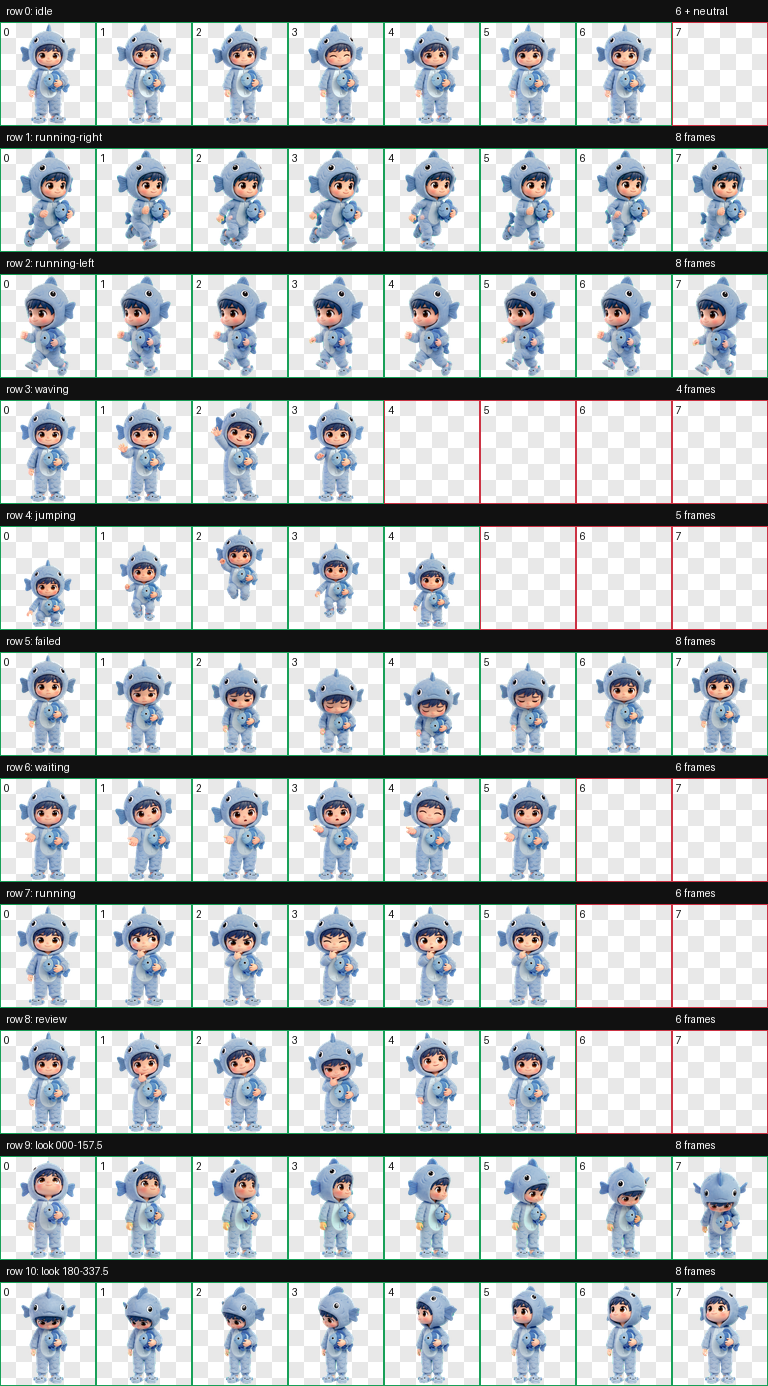 row 0: idle 6 + neutral
0 1 2 3 4 5 6 7
row 1: running-right 8 frames
0 1 2 3 4 5 6 7
row 2: running-left 8 frames
0 1 2 3 4 5 6 7
row 3: waving 4 frames
0 1 2 3 4 5 6 7
row 4: jumping 5 frames
0 1 2 3 4 5 6 7
row 5: failed 8 frames
0 1 2 3 4 5 6 7
row 6: waiting 6 frames
0 1 2 3 4 5 6 7
row 7: running 6 frames
0 1 2 3 4 5 6 7
row 8: review 6 frames
0 1 2 3 4 5 6 7
row 9: look 000-157.5 8 frames
0 1 2 3 4 5 6 7
row 10: look 180-337.5 8 frames
0 1 2 3 4 5 6 7